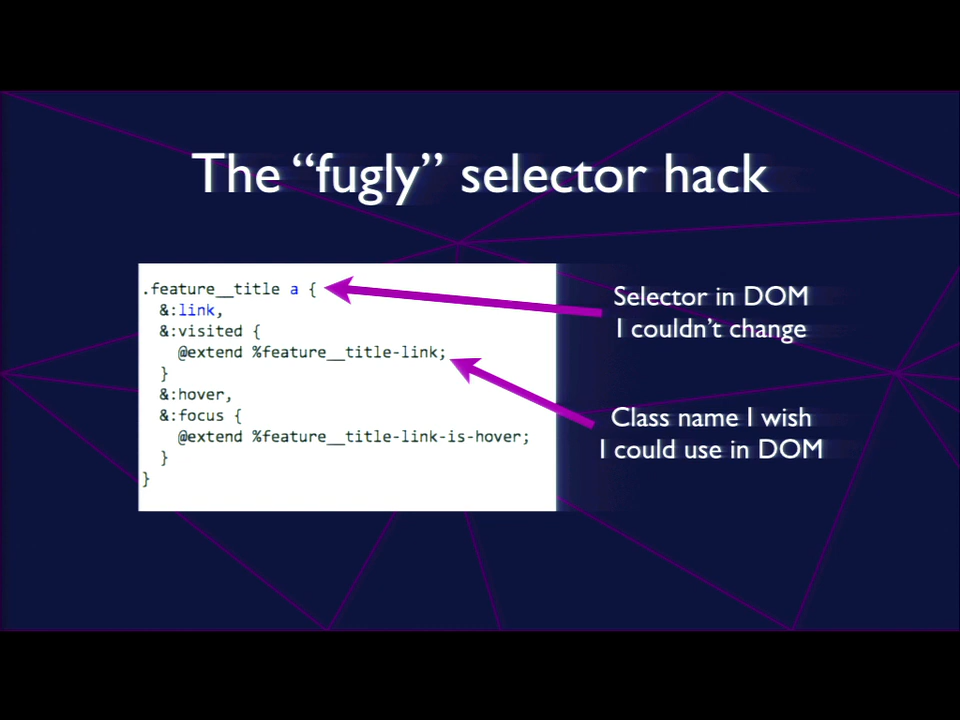 The “fugly” selector hack
.feature__title a {
&:link,
&:visited {
@extend %feature__title-link;
}
&:hover,
&:focus {
@extend %feature__title-link-is-hover;
}
}
Selector in DOM
I couldn’t change
Class name I wish
I could use in DOM